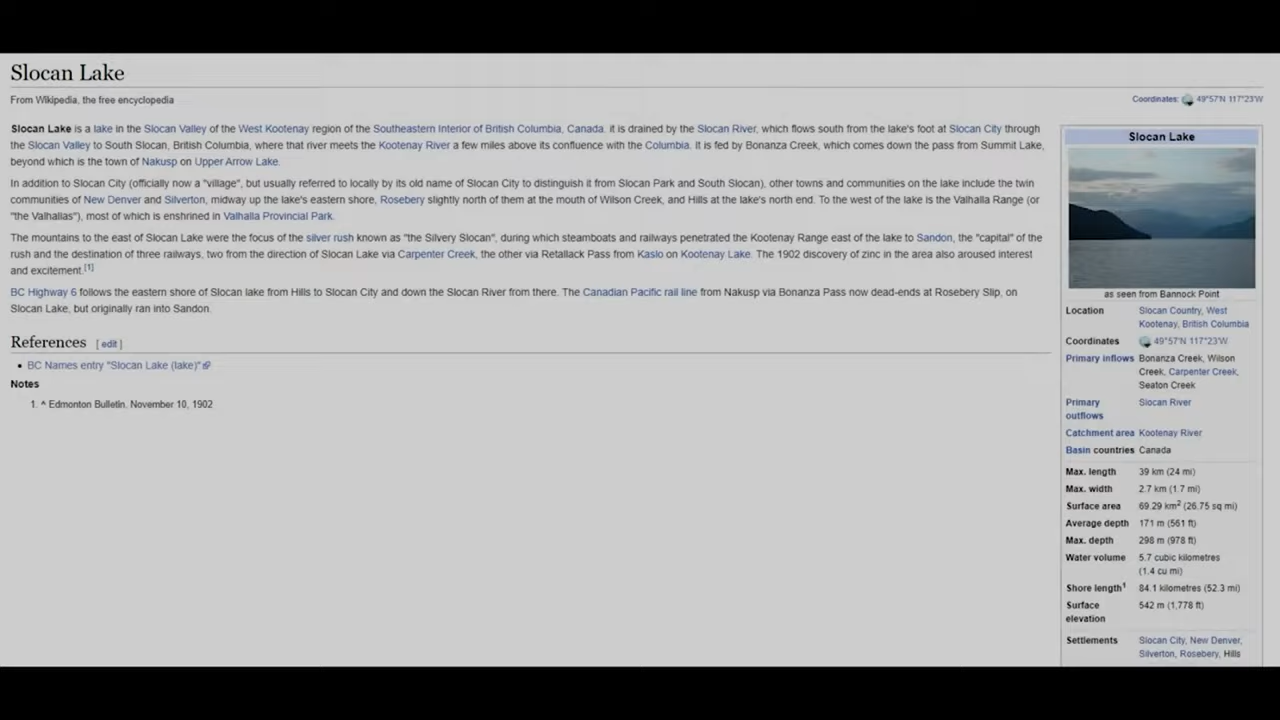 Slocan Lake
From Wikipedia, the free encyclopedia
Coordinates: 49°57′N 117°23′W
Slocan Lake is a lake in the Slocan Valley of the West Kootenay region of the Southeastern Interior of British Columbia, Canada. it is drained by the Slocan River, which flows south from the lake's foot at Slocan City through
the Slocan Valley to South Slocan, British Columbia, where that river meets the Kootenay River a few miles above its confluence with the Columbia. It is fed by Bonanza Creek, which comes down the pass from Summit Lake,
beyond which is the town of Nakusp on Upper Arrow Lake.
In addition to Slocan City (officially now a "village", but usually referred to locally by its old name of Slocan City to distinguish it from Slocan Park and South Slocan), other towns and communities on the lake include the twin
communities of New Denver and Silverton, midway up the lake's eastern shore, Rosebery slightly north of them at the mouth of Wilson Creek, and Hills at the lake's north end. To the west of the lake is the Valhalla Range (or
"the Valhallas"), most of which is enshrined in Valhalla Provincial Park.
The mountains to the east of Slocan Lake were the focus of the silver rush known as "the Silvery Slocan", during which steamboats and railways penetrated the Kootenay Range east of the lake to Sandon, the "capital" of the
rush and the destination of three railways, two from the direction of Slocan Lake via Carpenter Creek, the other via Retallack Pass from Kaslo on Kootenay Lake. The 1902 discovery of zinc in the area also aroused interest
and excitement.[1]
BC Highway 6 follows the eastern shore of Slocan lake from Hills to Slocan City and down the Slocan River from there. The Canadian Pacific rail line from Nakusp via Bonanza Pass now dead-ends at Rosebery Slip, on
Slocan Lake, but originally ran into Sandon.
References [ edit ]
• BC Names entry "Slocan Lake (lake)"
Notes
1. ^ Edmonton Bulletin. November 10, 1902
Slocan Lake
as seen from Bannock Point
Location Slocan Country, West
Kootenay, British Columbia
Coordinates 49°57′N 117°23′W
Primary inflows Bonanza Creek, Wilson
Creek, Carpenter Creek,
Seaton Creek
Primary Slocan River
outflows
Catchment area Kootenay River
Basin countries Canada
Max. length 39 km (24 mi)
Max. width 2.7 km (1.7 mi)
Surface area 69.29 km2 (26.75 sq mi)
Average depth 171 m (561 ft)
Max. depth 298 m (978 ft)
Water volume 5.7 cubic kilometres
(1.4 cu mi)
Shore length1 84.1 kilometres (52.3 mi)
Surface 542 m (1,778 ft)
elevation
Settlements Slocan City, New Denver,
Silverton, Rosebery, Hills